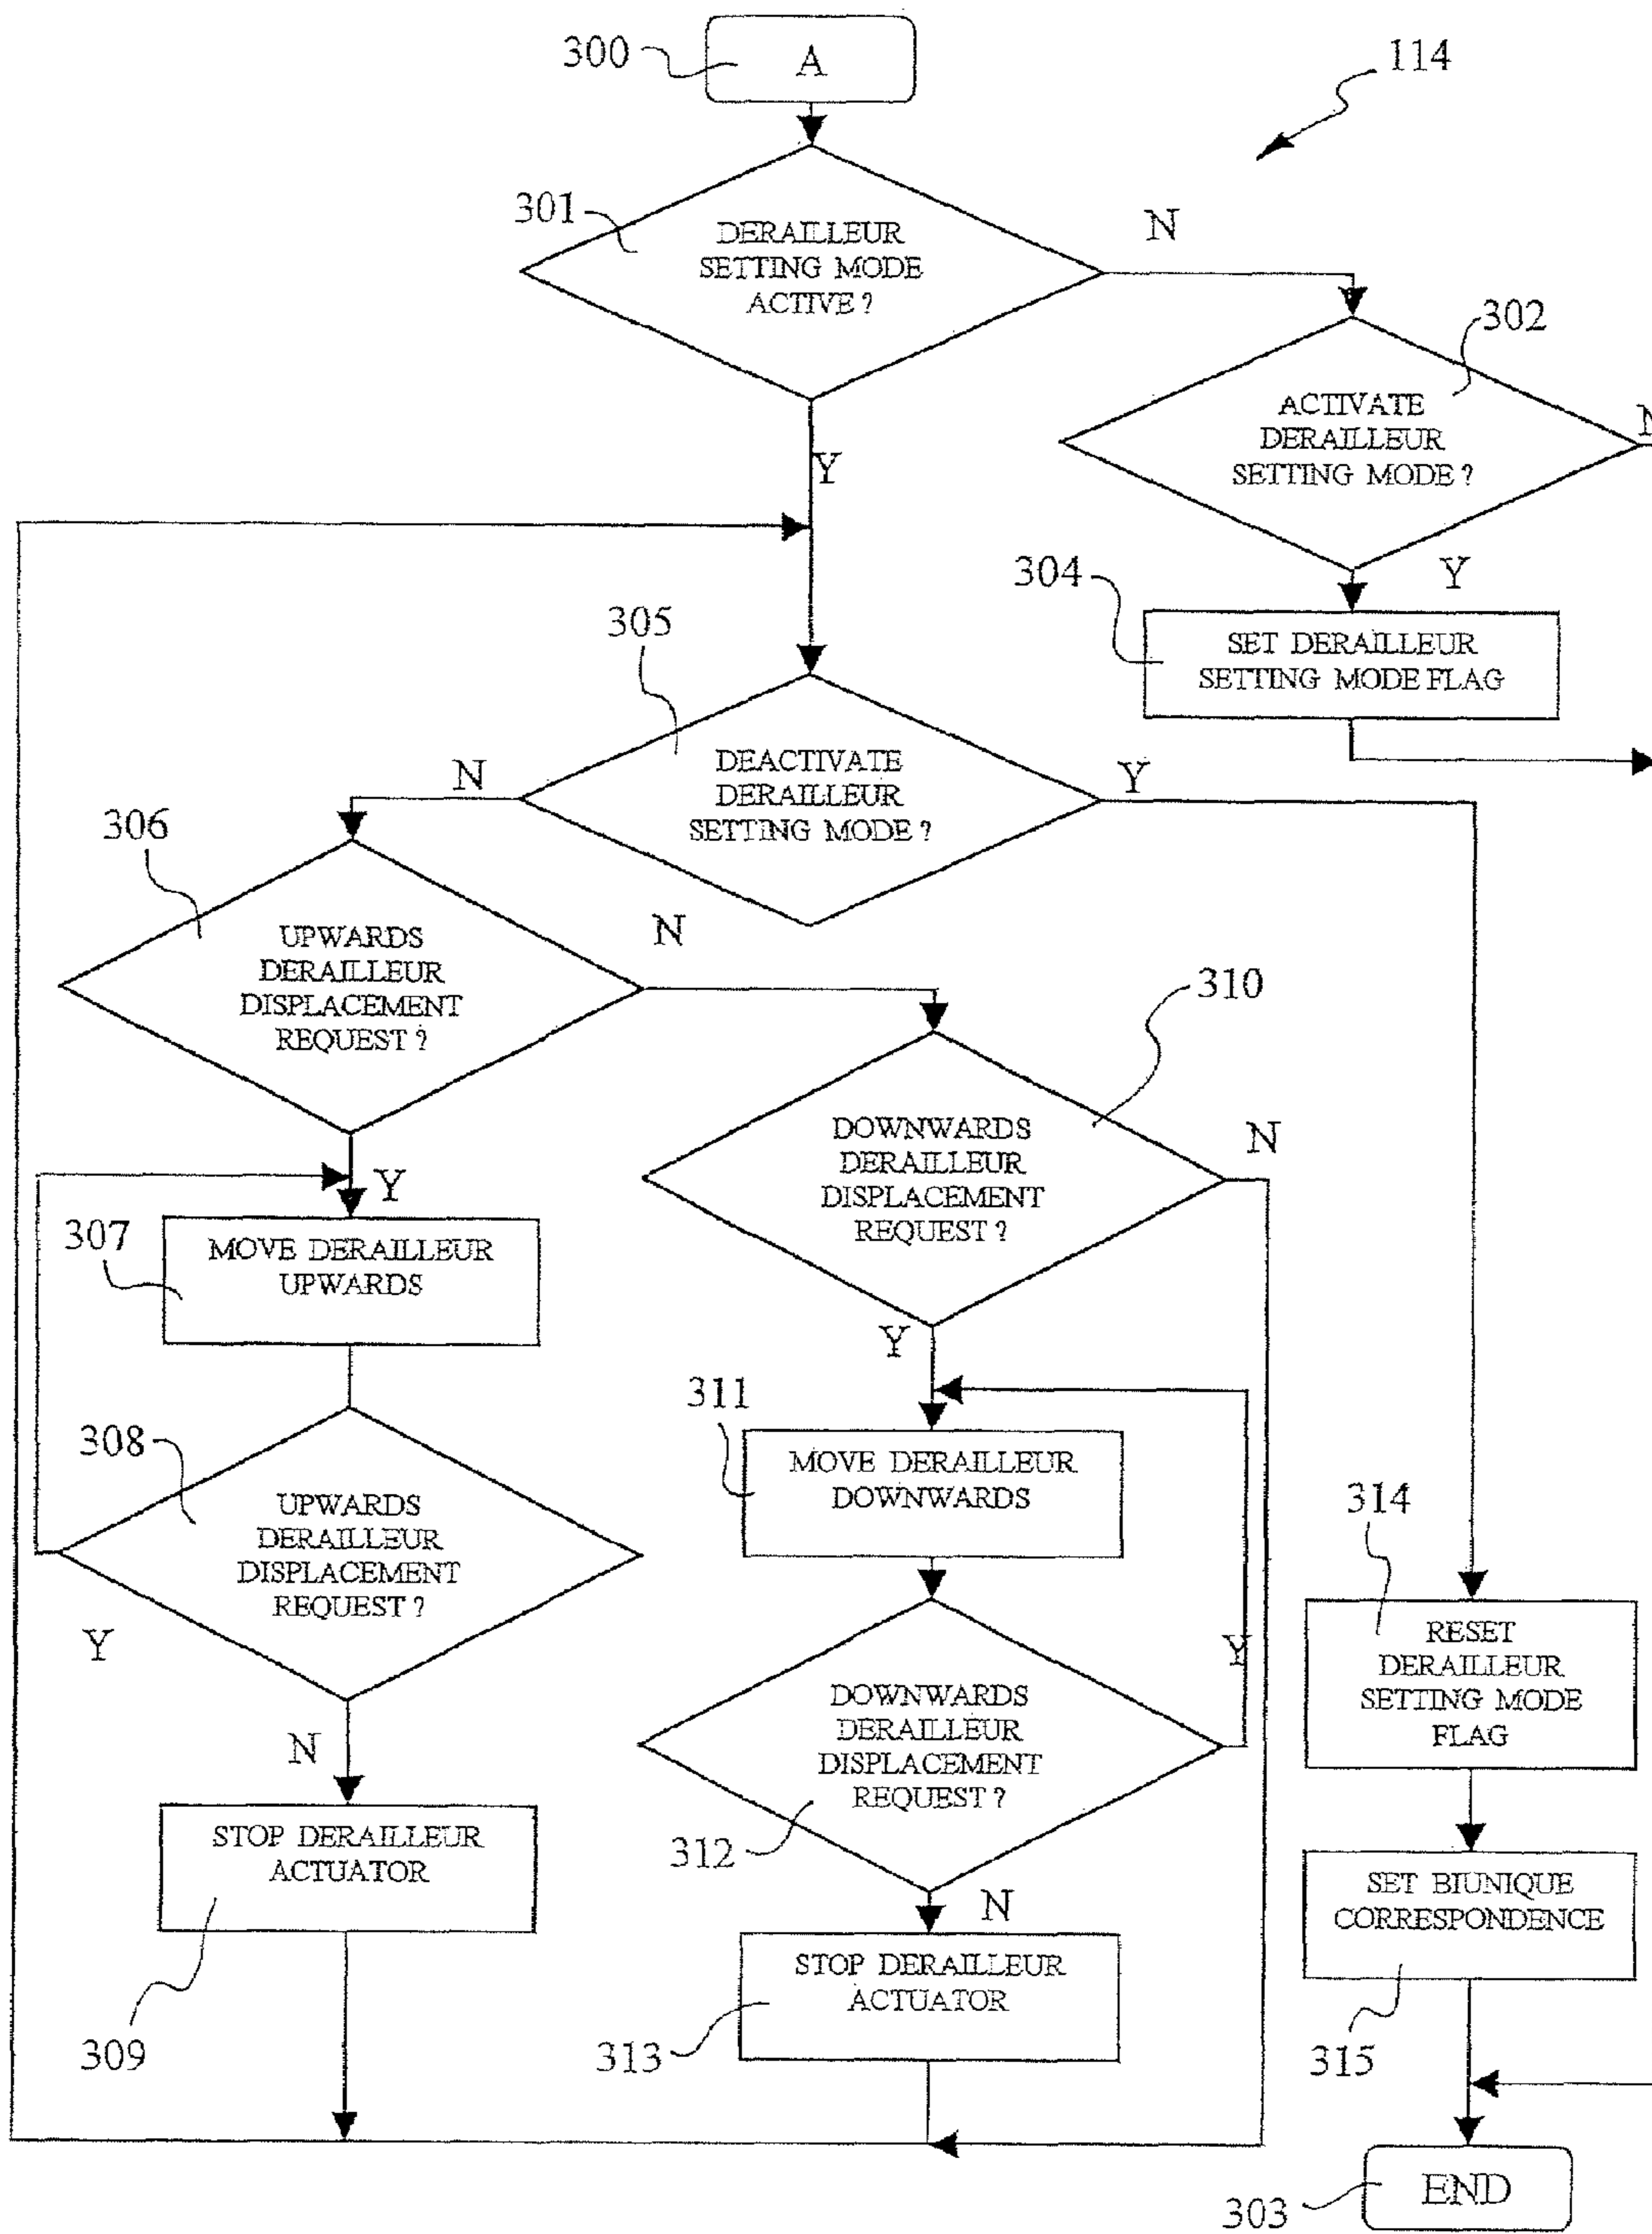 300
A
114
301
DERAILLEUR
SETTING MODE
ACTIVE ?
N
302
ACTIVATE
DERAILLEUR
SETTING MODE ?
N
Y
Y
304
SET DERAILLEUR
SETTING MODE FLAG
305
DEACTIVATE
DERAILLEUR
SETTING MODE ?
N
Y
306
UPWARDS
DERAILLEUR
DISPLACEMENT
REQUEST ?
N
310
DOWNWARDS
DERAILLEUR
DISPLACEMENT
REQUEST ?
N
Y
307
MOVE DERAILLEUR
UPWARDS
Y
311
MOVE DERAILLEUR
DOWNWARDS
308
UPWARDS
DERAILLEUR
DISPLACEMENT
REQUEST ?
Y
N
314
RESET
DERAILLEUR
SETTING MODE
FLAG
Y
DOWNWARDS
DERAILLEUR
DISPLACEMENT
REQUEST ?
312
N
STOP DERAILLEUR
ACTUATOR
309
STOP DERAILLEUR
ACTUATOR
313
SET BIUNIQUE
CORRESPONDENCE
315
END
303